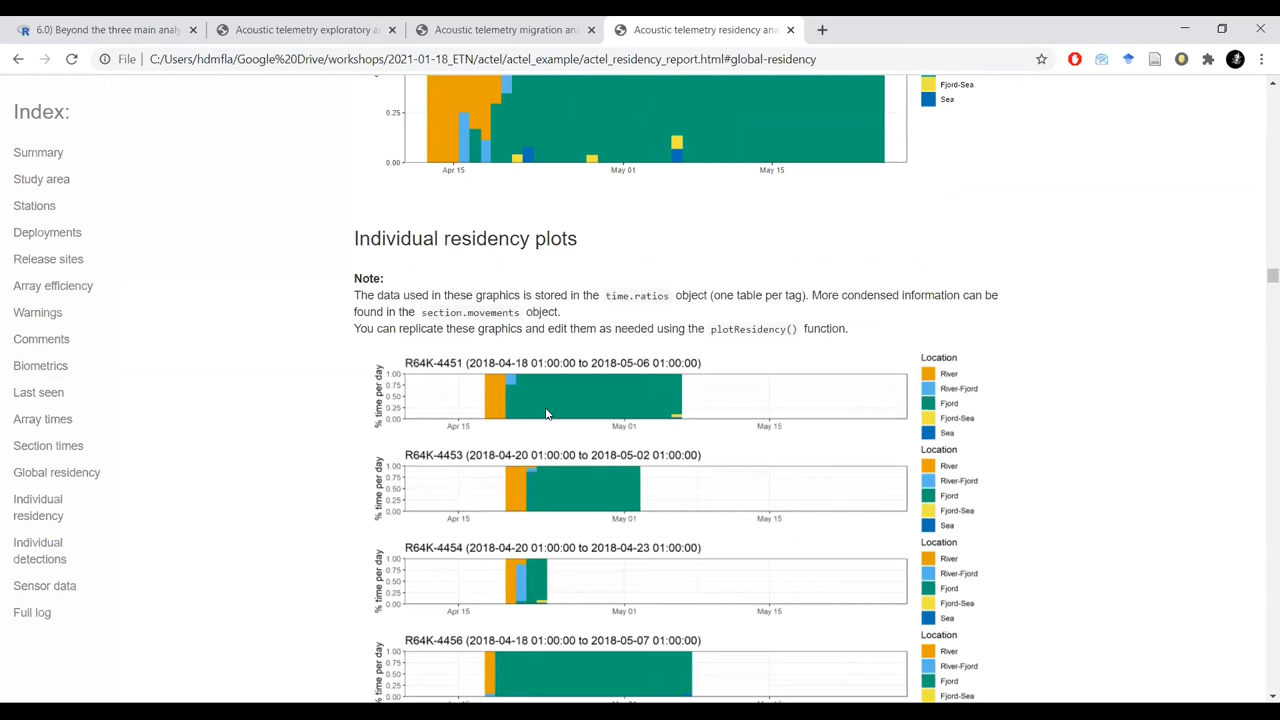 6.0) Beyond the three main analy
Acoustic telemetry exploratory a
Acoustic telemetry migration an
Acoustic telemetry residency ana
File
C:/Users/hdmfla/Google%20Drive/workshops/2021-01-18_ETN/actel/actel_example/actel_residency_report.html#global-residency
Index:
Summary
Study area
Stations
Deployments
Release sites
Array efficiency
Warnings
Comments
Biometrics
Last seen
Array times
Section times
Global residency
Individual
residency
Individual
detections
Sensor data
Full log
0.25
0.00
Apr 15
May 01
May 15
Fjord-Sea
Sea
Individual residency plots
Note:
The data used in these graphics is stored in the time.ratios object (one table per tag). More condensed information can be
found in the section.movements object.
You can replicate these graphics and edit them as needed using the plotResidency() function.
R64K-4451 (2018-04-18 01:00:00 to 2018-05-06 01:00:00)
% time per day
1.00
0.75
0.50
0.25
0.00
Apr 15
May 01
May 15
Location
River
River-Fjord
Fjord
Fjord-Sea
Sea
R64K-4453 (2018-04-20 01:00:00 to 2018-05-02 01:00:00)
% time per day
1.00
0.75
0.50
0.25
0.00
Apr 15
May 01
May 15
Location
River
River-Fjord
Fjord
Fjord-Sea
Sea
R64K-4454 (2018-04-20 01:00:00 to 2018-04-23 01:00:00)
% time per day
1.00
0.75
0.50
0.25
0.00
Apr 15
May 01
May 15
Location
River
River-Fjord
Fjord
Fjord-Sea
Sea
R64K-4456 (2018-04-18 01:00:00 to 2018-05-07 01:00:00)
% time per day
1.00
0.75
0.50
0.25
0.00
Location
River
River-Fjord
Fjord
Fjord-Sea